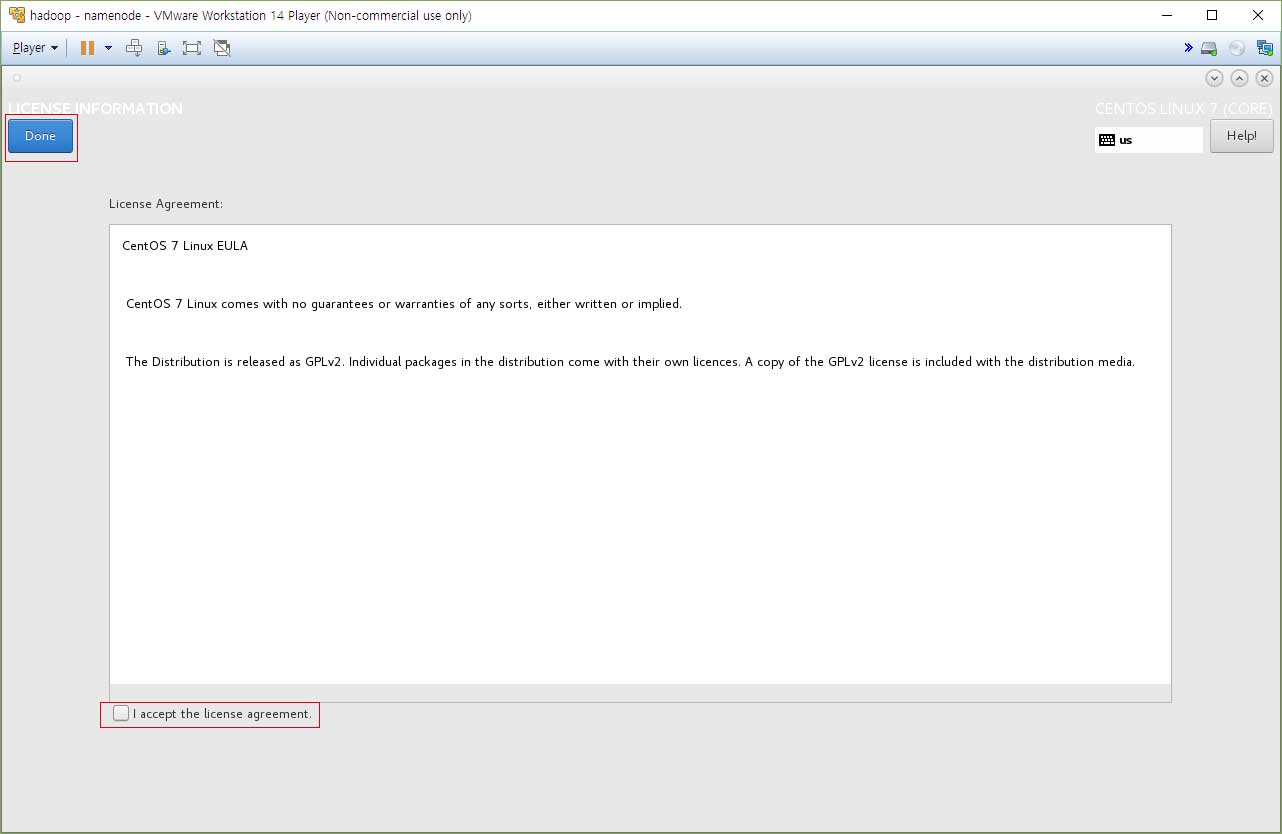 hadoop - namenode - VMware Workstation 14 Player (Non-commercial use only)
Player
LICENSE INFORMATION
CENTOS LINUX 7 (CORE)
Done
us
Help!
License Agreement:
CentOS 7 Linux EULA
CentOS 7 Linux comes with no guarantees or warranties of any sorts, either written or implied.
The Distribution is released as GPLv2. Individual packages in the distribution come with their own licences. A copy of the GPLv2 license is included with the distribution media.
I accept the license agreement.